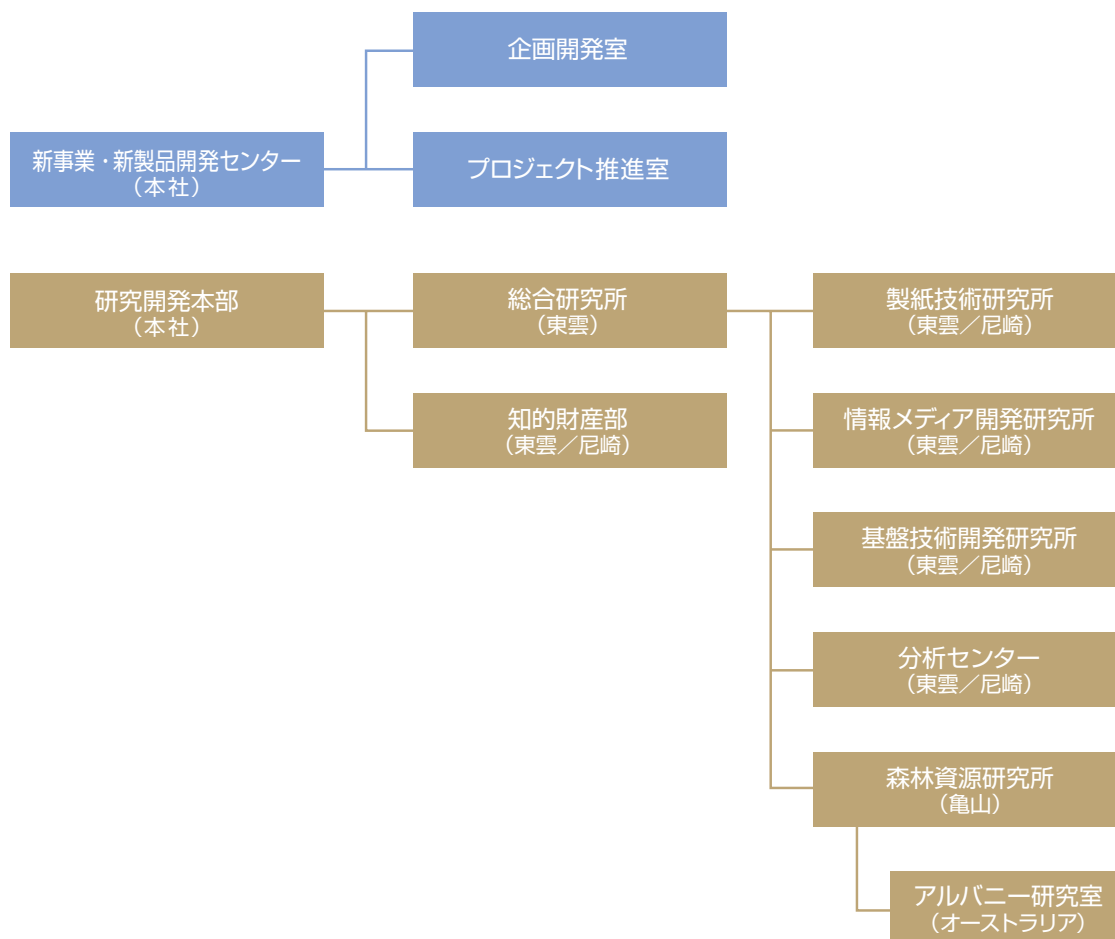 企画開発室
新事業・新製品開発センター
（本社）
プロジェクト推進室
研究開発本部
（本社）
総合研究所
（東雲）
製紙技術研究所
（東雲／尼崎）
知的財産部
（東雲／尼崎）
情報メディア開発研究所
（東雲／尼崎）
基盤技術開発研究所
（東雲／尼崎）
分析センター
（東雲／尼崎）
森林資源研究所
（亀山）
アルバニー研究室
（オーストラリア）